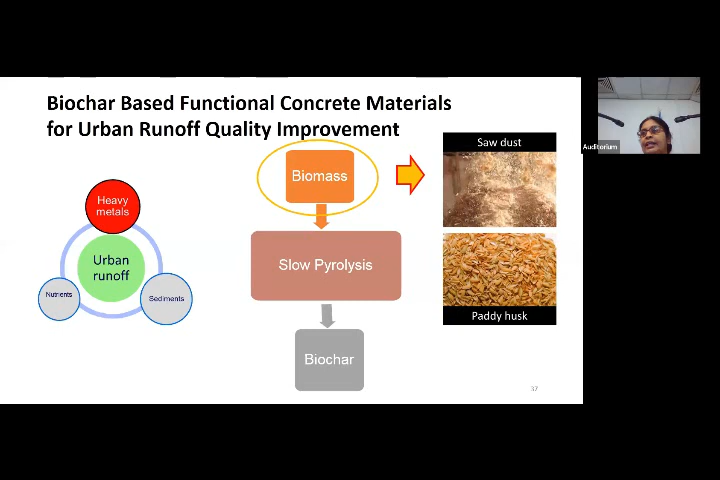 Biochar Based Functional Concrete Materials
for Urban Runoff Quality Improvement
Heavy
metals
Urban
runoff
Nutrients
Sediments
Biomass
Slow Pyrolysis
Biochar
Saw dust
Paddy husk
37
Auditorium